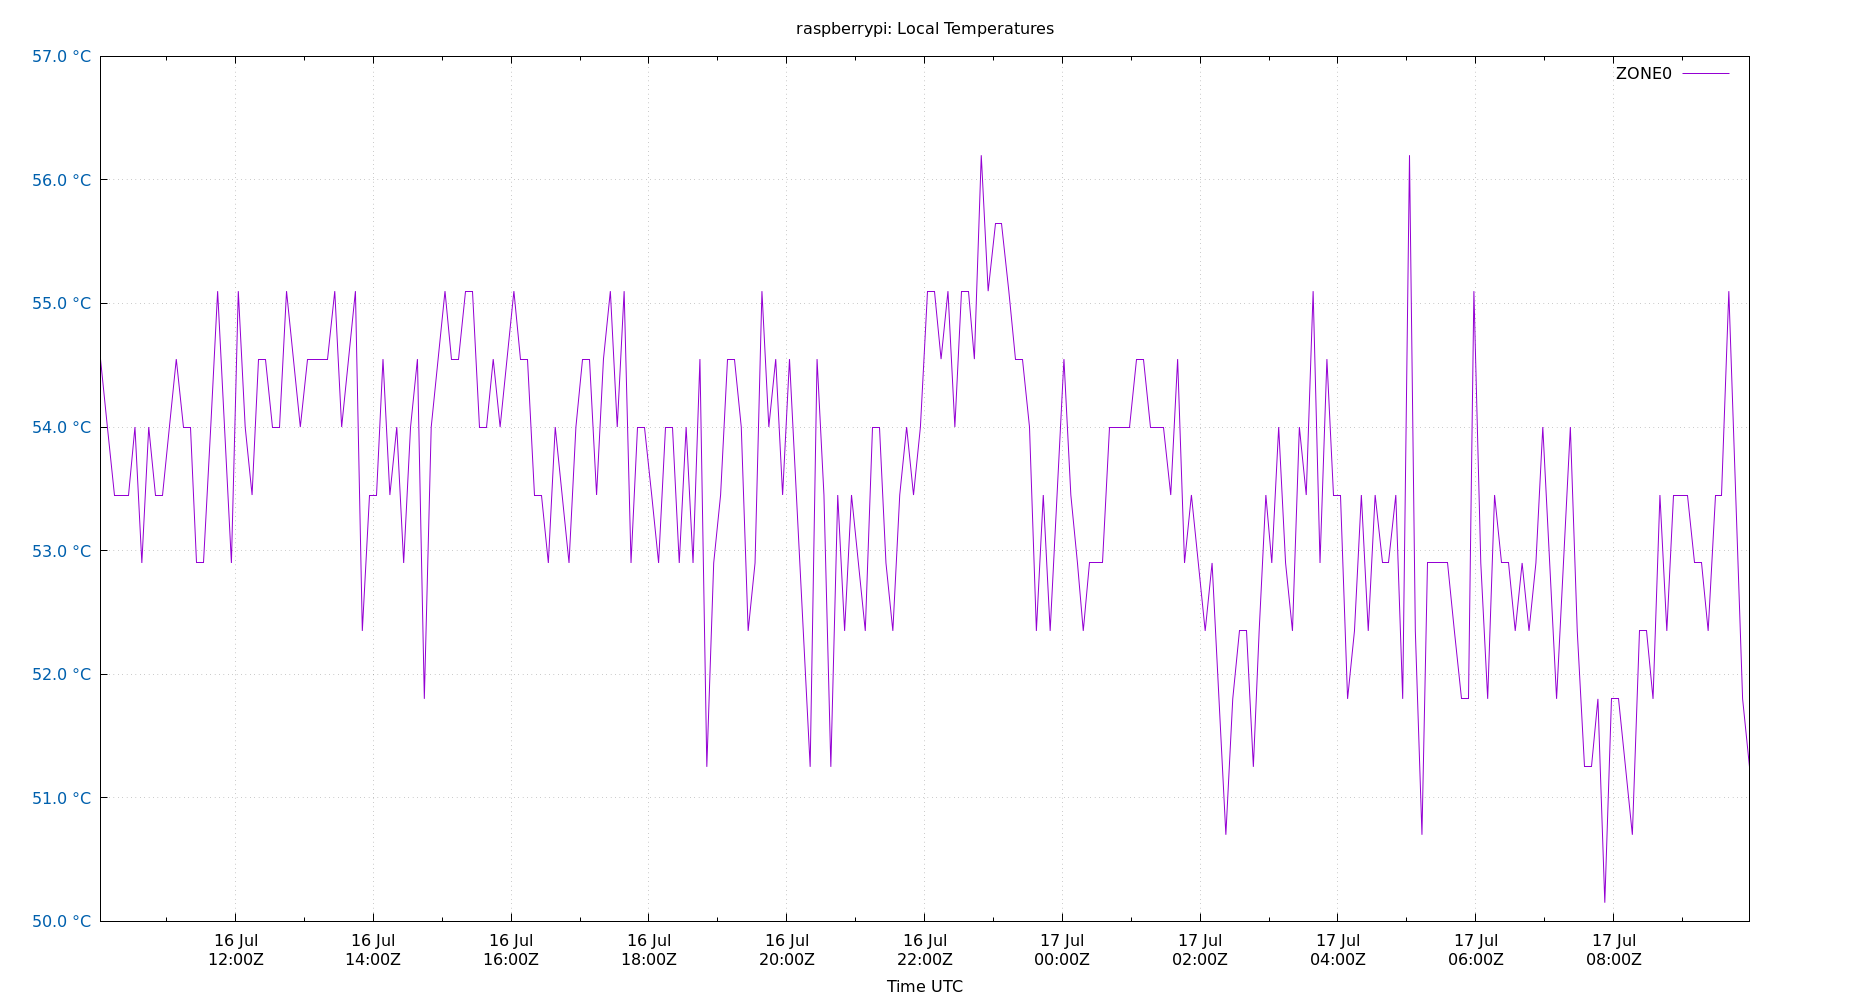 raspberrypi: Local Temperatures
57.0 °C
ZONE0
56.0 °C
55.0 °C
54.0 °C
53.0 °C
52.0 °C
51.0 °C
50.0 °C
16 Jul 16 Jul 16 Jul 16 Jul 16 Jul 16 Jul 17 Jul 17 Jul 17 Jul 17 Jul 17 Jul
12:00Z 14:00Z 16:00Z 18:00Z 20:00Z 22:00Z 00:00Z 02:00Z 04:00Z 06:00Z 08:00Z
Time UTC